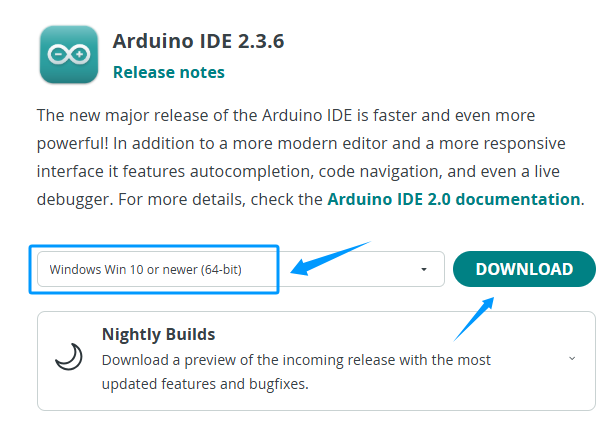 Arduino IDE 2.3.6
Release notes
The new major release of the Arduino IDE is faster and even more
powerful! In addition to a more modern editor and a more responsive
interface it features autocompletion, code navigation, and even a live
debugger. For more details, check the Arduino IDE 2.0 documentation.
Windows Win 10 or newer (64-bit)
DOWNLOAD
Nightly Builds
Download a preview of the incoming release with the most
updated features and bugfixes.